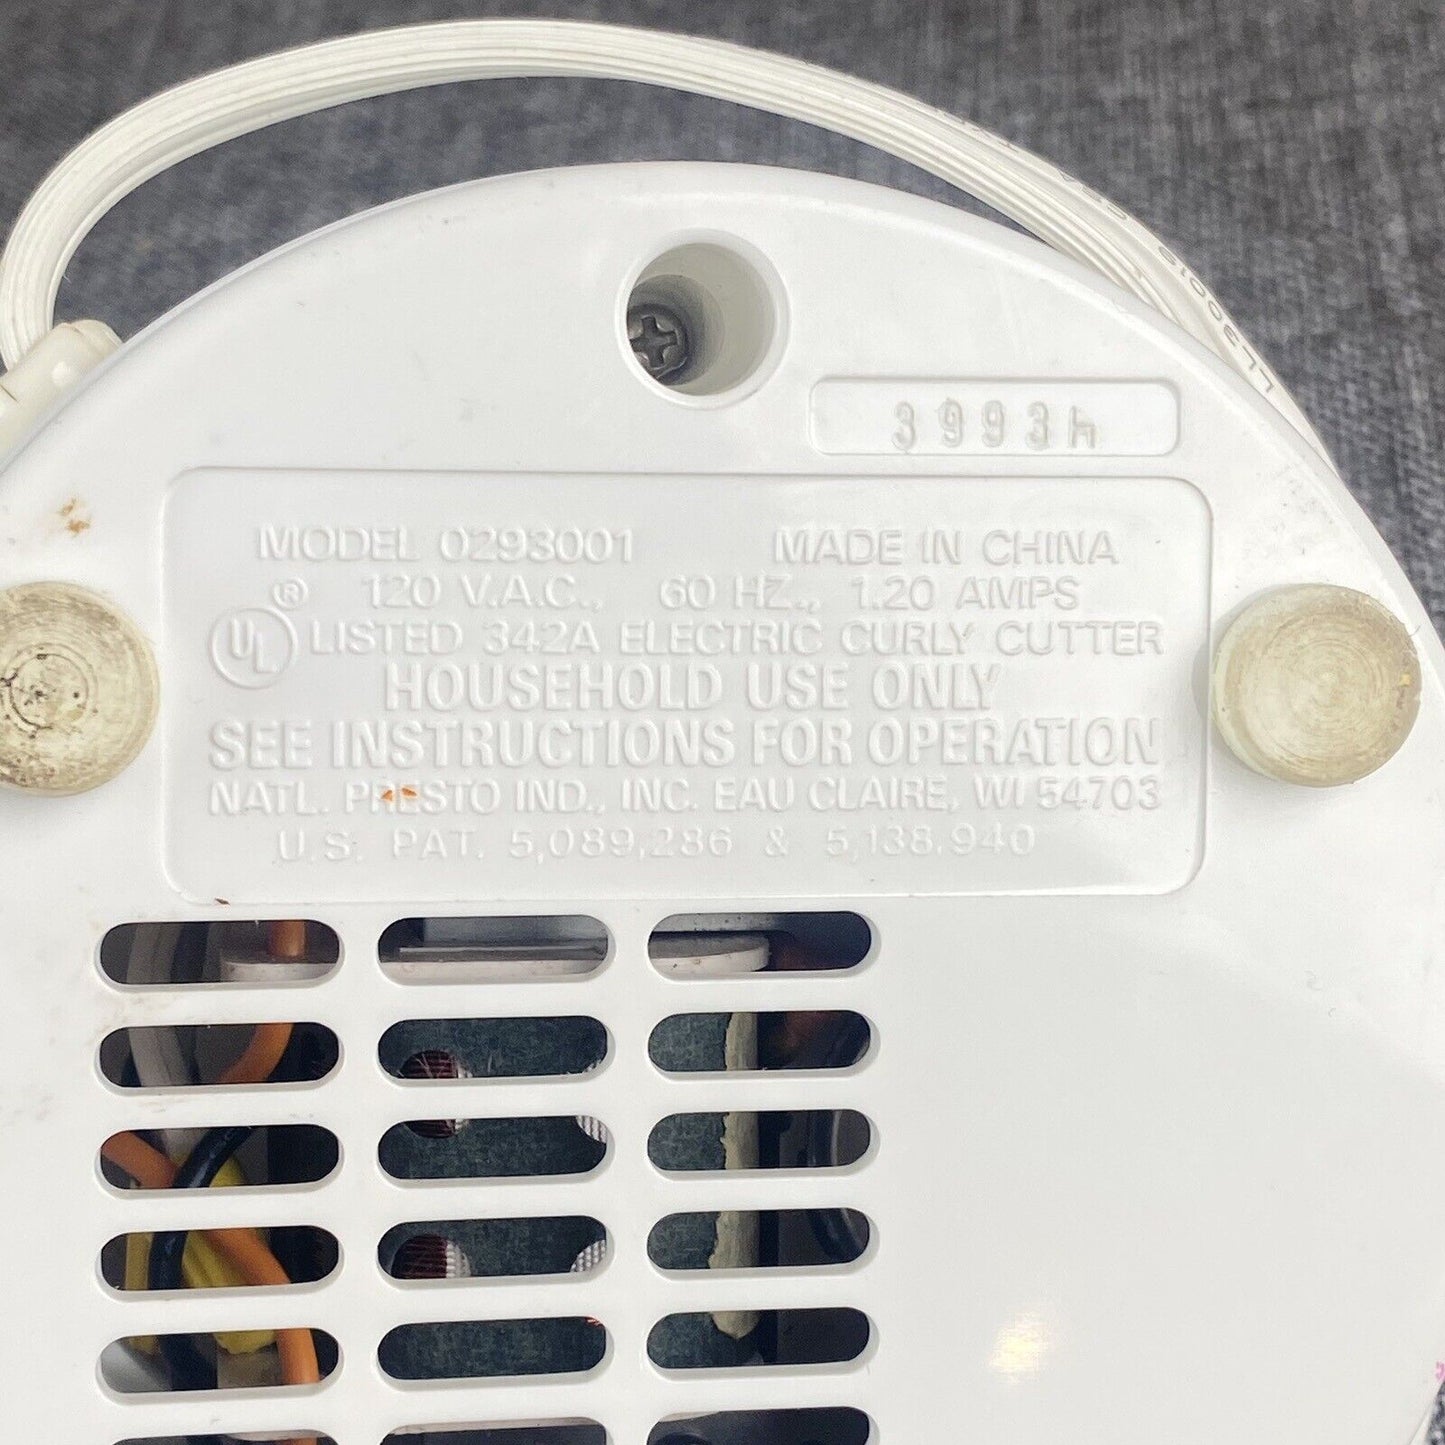 3993h
MODEL 0293001 MADE IN CHINA
® 120 V.A.C., 60 HZ., 1.20 AMPS
UL LISTED 342A ELECTRIC CURLY CUTTER
HOUSEHOLD USE ONLY
SEE INSTRUCTIONS FOR OPERATION
NATL. PRESTO IND., INC. EAU CLAIRE, WI 54703
U.S. PAT. 5,089,286 & 5,138,940